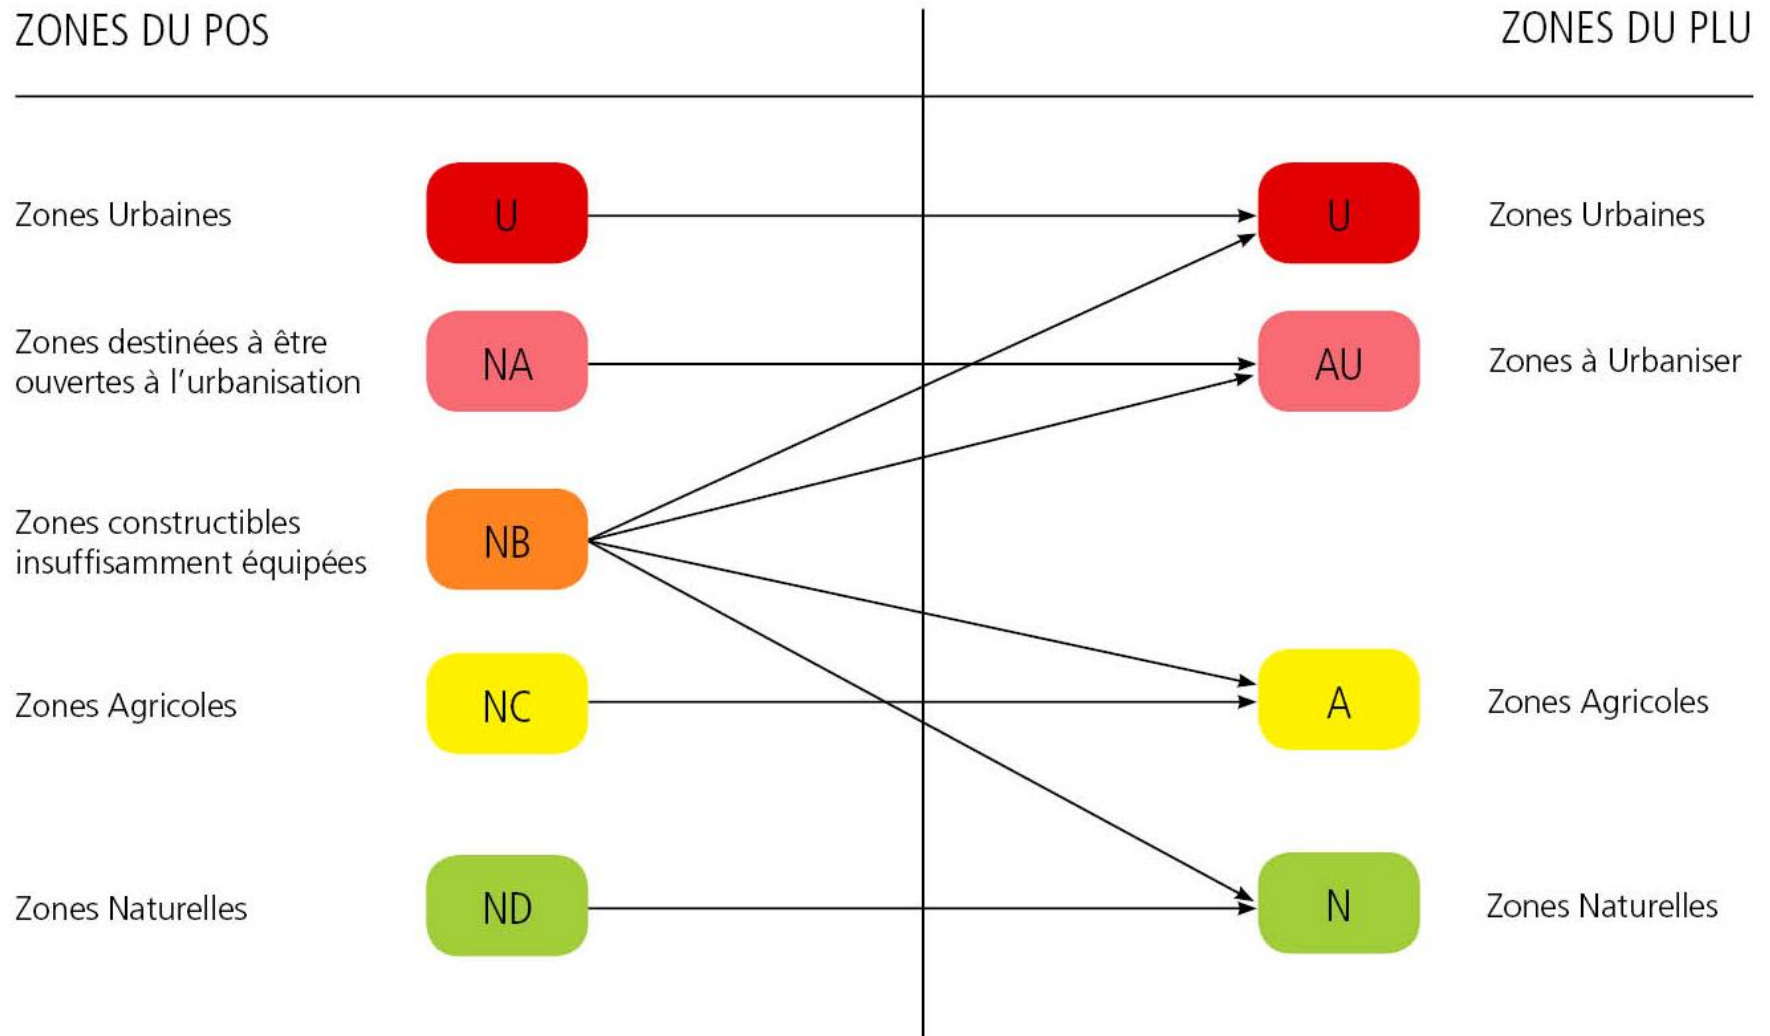 ZONES DU POS
ZONES DU PLU
Zones Urbaines
U
U
Zones Urbaines
Zones destinées à être
ouvertes à l’urbanisation
NA
AU
Zones à Urbaniser
Zones constructibles
insuffisamment équipées
NB
Zones Agricoles
NC
A
Zones Agricoles
Zones Naturelles
ND
N
Zones Naturelles